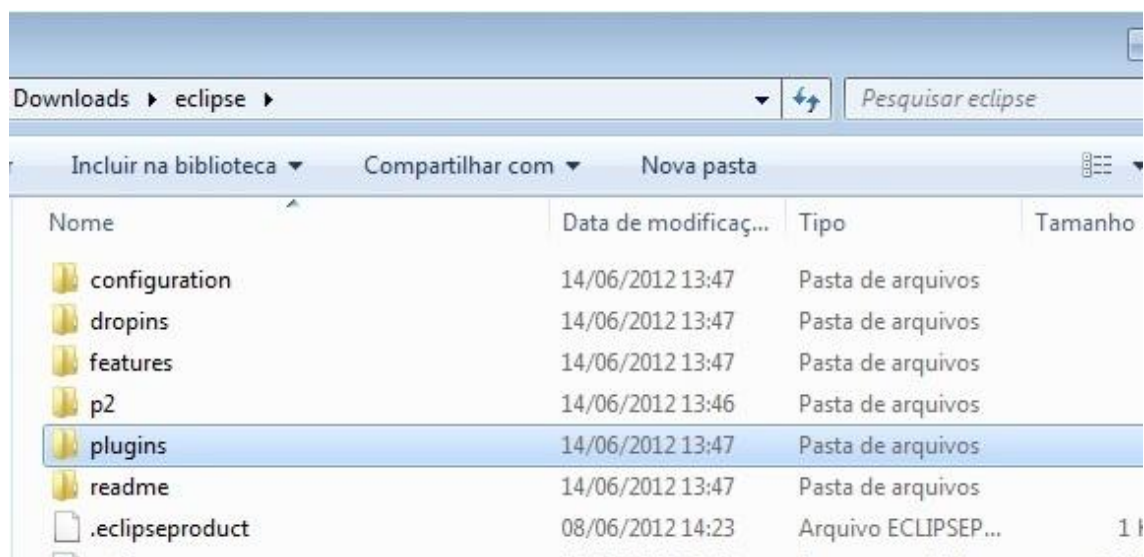 Downloads ▸ eclipse ▸ Pesquisar eclipse
Incluir na biblioteca ▾ Compartilhar com ▾ Nova pasta
Nome Data de modificaç... Tipo Tamanho
configuration 14/06/2012 13:47 Pasta de arquivos
dropins 14/06/2012 13:47 Pasta de arquivos
features 14/06/2012 13:47 Pasta de arquivos
p2 14/06/2012 13:46 Pasta de arquivos
plugins 14/06/2012 13:47 Pasta de arquivos
readme 14/06/2012 13:47 Pasta de arquivos
.eclipseproduct 08/06/2012 14:23 Arquivo ECLIPSEP... 1